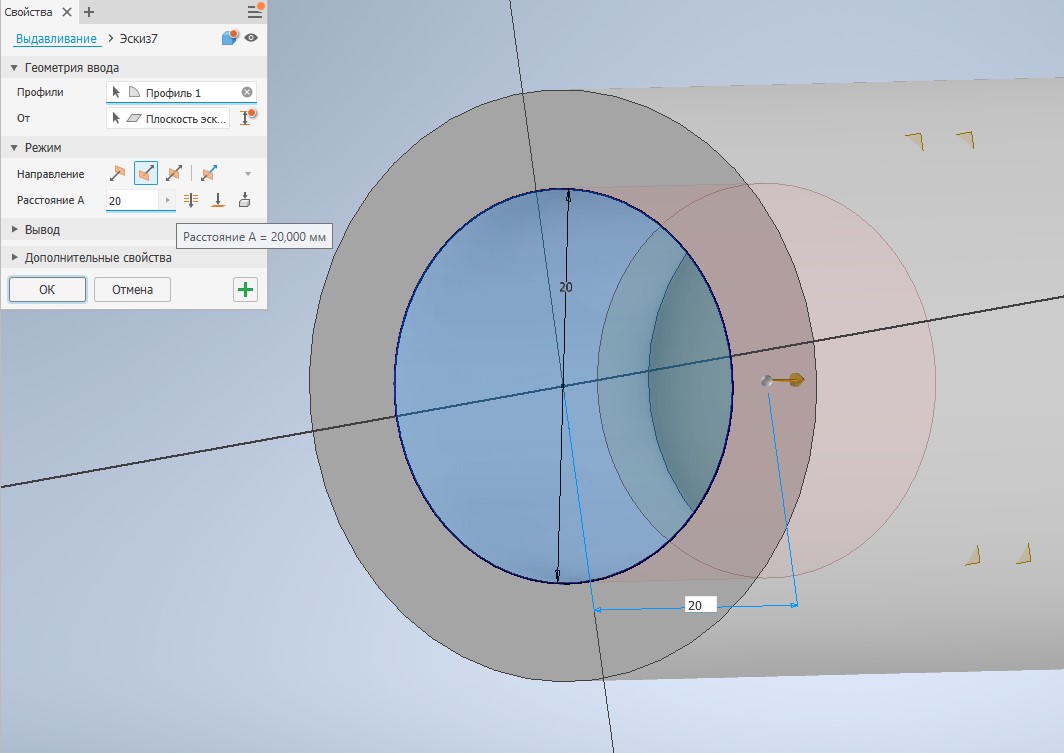 Свойства
Выдавливание > Эскиз7
Геометрия ввода
Профили
Профиль 1
От
Плоскость эск...
Режим
Направление
Расстояние A
20
Вывод
Расстояние A = 20,000 мм
Дополнительные свойства
OK
Отмена
20
20